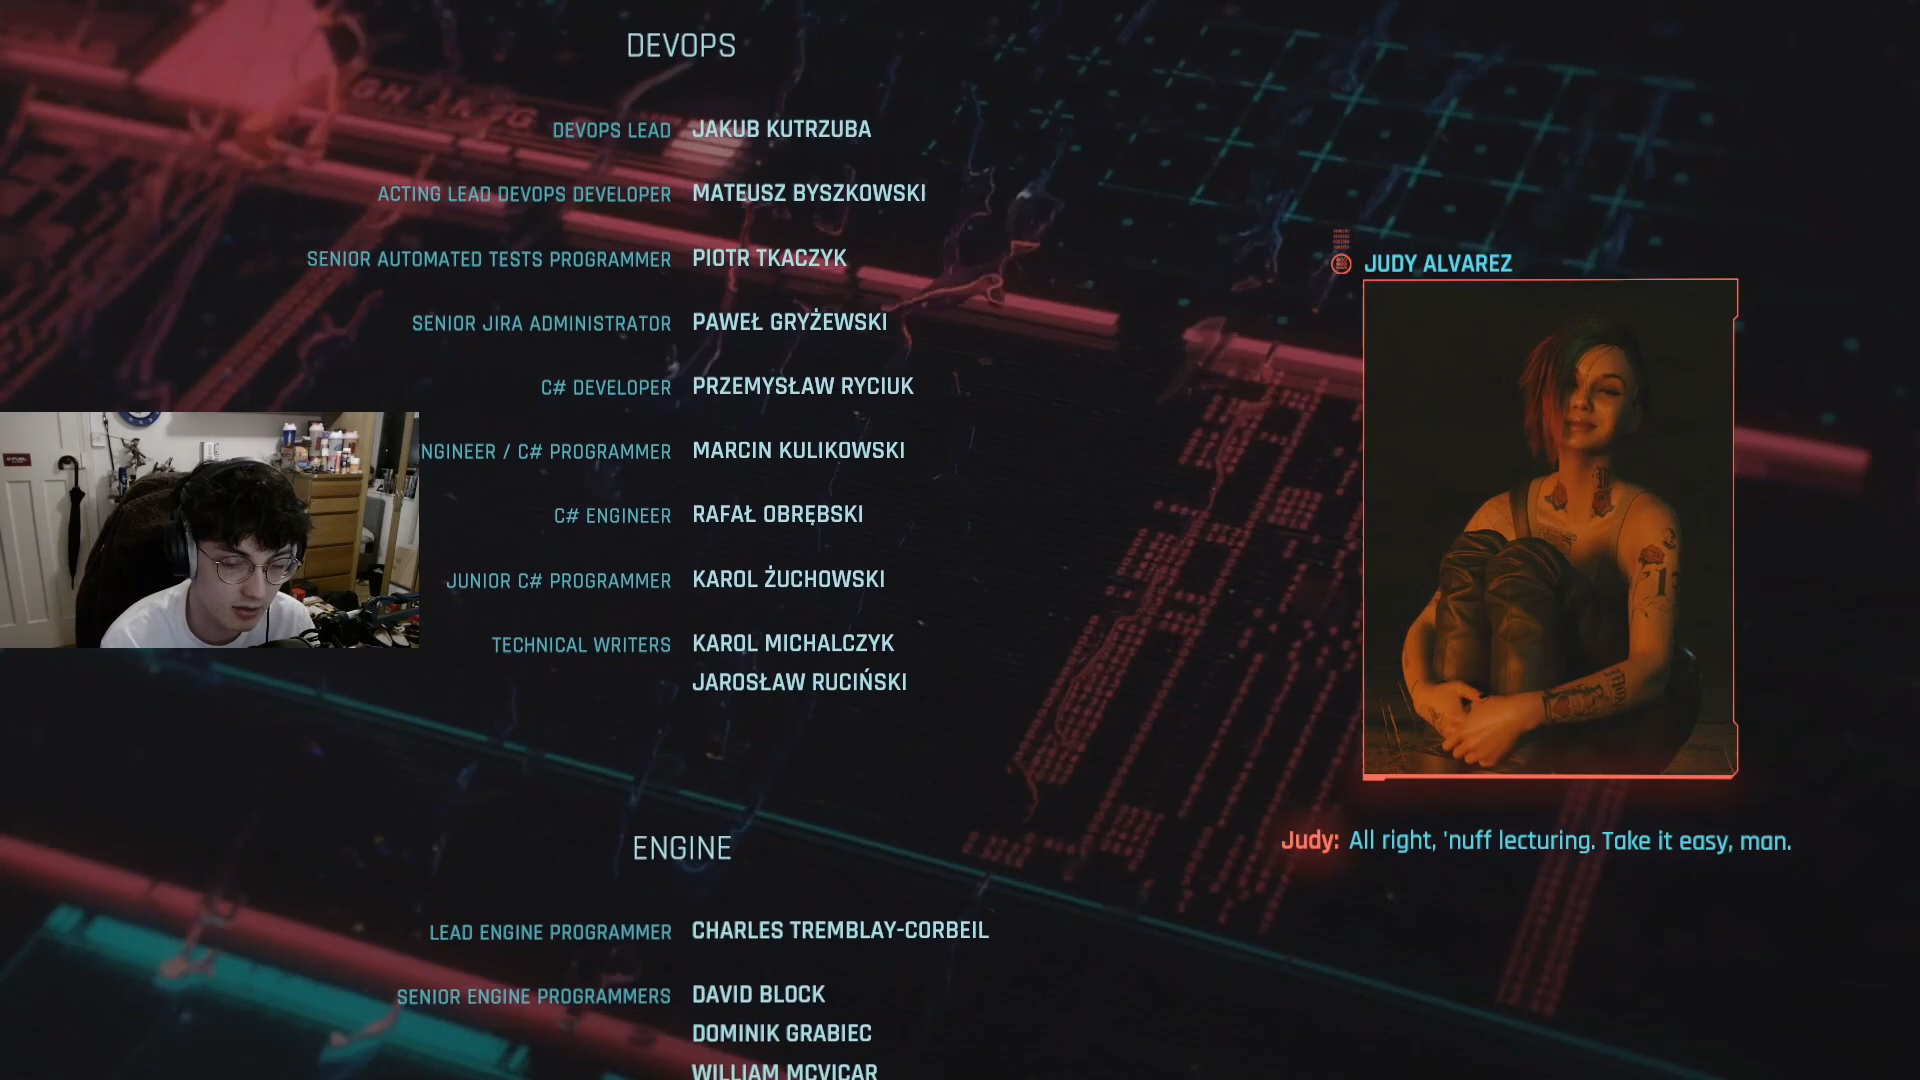 DEVOPS
DEVOPS LEAD JAKUB KUTRZUBA
ACTING LEAD DEVOPS DEVELOPER MATEUSZ BYSZKOWSKI
SENIOR AUTOMATED TESTS PROGRAMMER PIOTR TKACZYK
SENIOR JIRA ADMINISTRATOR PAWEŁ GRYŻEWSKI
C# DEVELOPER PRZEMYSŁAW RYCIUK
NGINEER / C# PROGRAMMER MARCIN KULIKOWSKI
C# ENGINEER RAFAŁ OBRĘBSKI
JUNIOR C# PROGRAMMER KAROL ŻUCHOWSKI
TECHNICAL WRITERS KAROL MICHALCZYK
JAROSŁAW RUCIŃSKI
ENGINE
LEAD ENGINE PROGRAMMER CHARLES TREMBLAY-CORBEIL
SENIOR ENGINE PROGRAMMERS DAVID BLOCK
DOMINIK GRABIEC
WILLIAM MCVICAR
JUDY ALVAREZ
Judy: All right, 'nuff lecturing. Take it easy, man.